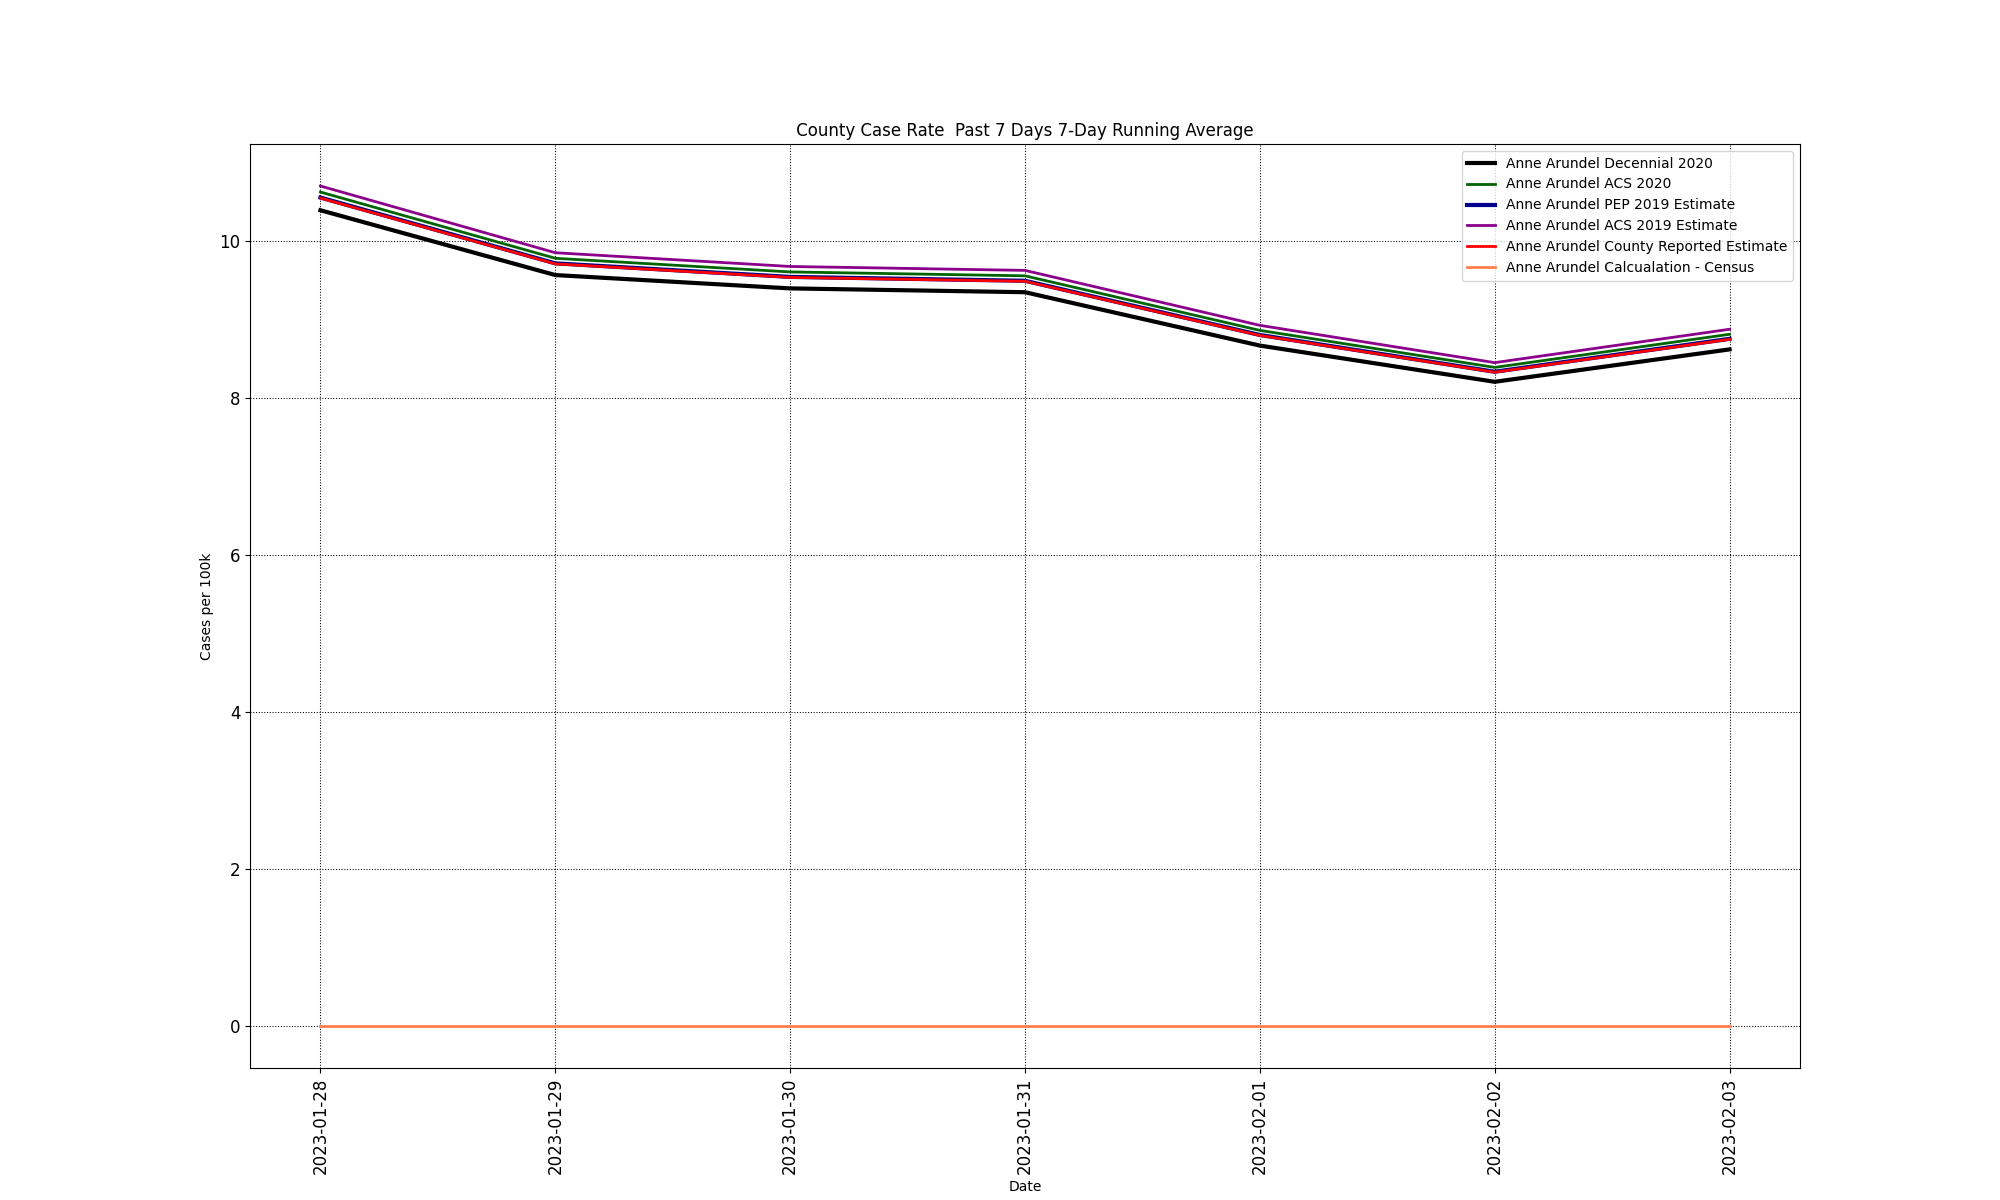 County Case Rate  Past 7 Days 7-Day Running Average
Anne Arundel Decennial 2020
Anne Arundel ACS 2020
Anne Arundel PEP 2019 Estimate
Anne Arundel ACS 2019 Estimate
Anne Arundel County Reported Estimate
Anne Arundel Calcualation - Census
Cases per 100k
10
8
6
4
2
0
2023-01-28
2023-01-29
2023-01-30
2023-01-31
2023-02-01
2023-02-02
2023-02-03
Date